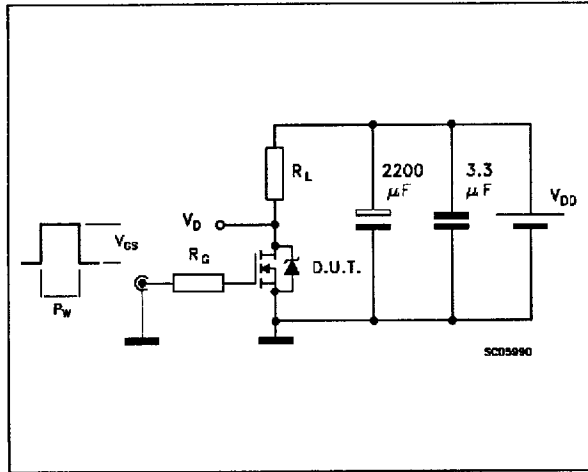 R_L
2200 μF
3.3 μF
V_DD
V_D
V_GS
R_G
D.U.T.
P_W
SC05990